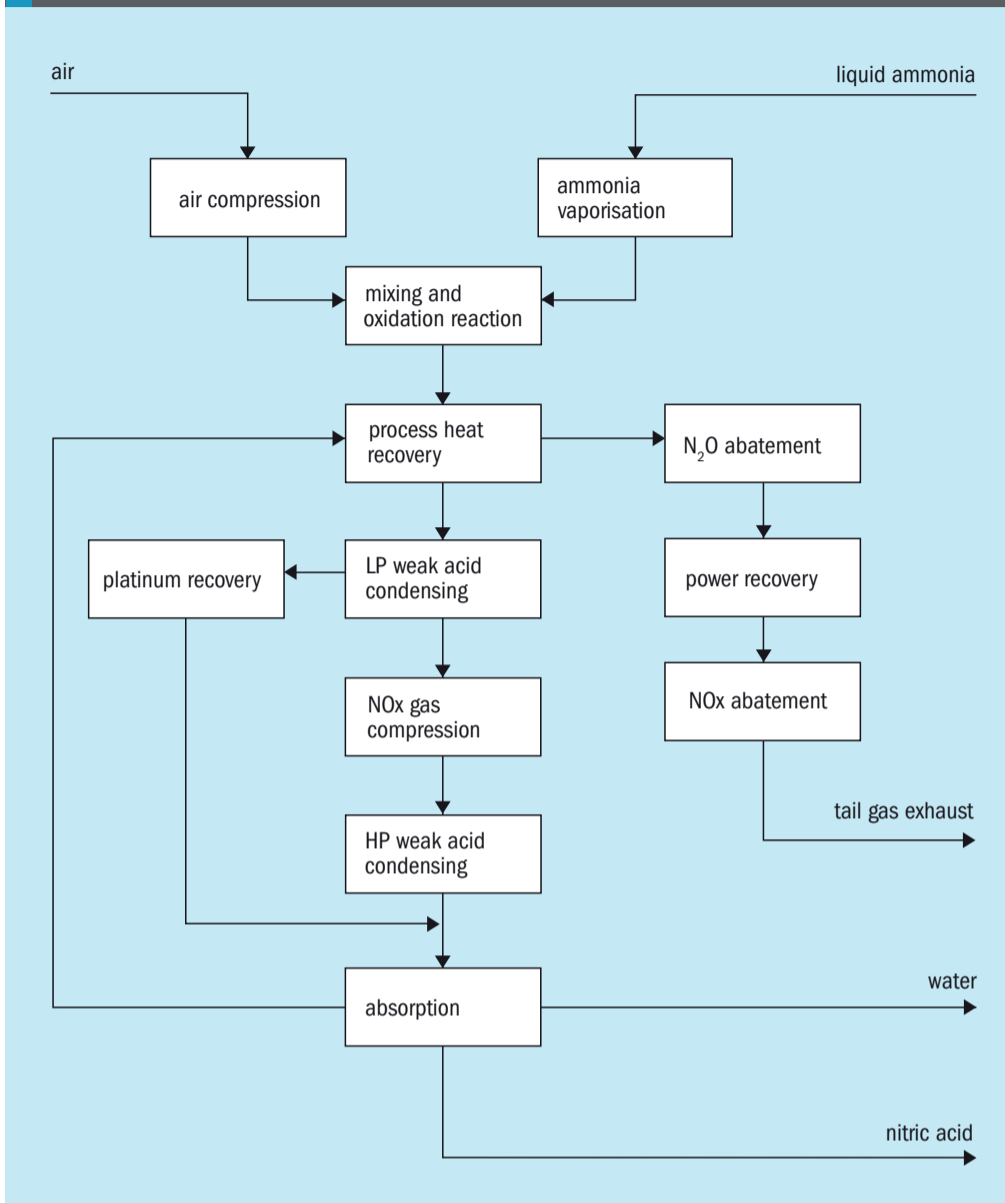 air
liquid ammonia
air compression
ammonia
vaporisation
mixing and
oxidation reaction
process heat
recovery
N₂O abatement
platinum recovery
LP weak acid
condensing
power recovery
NOx gas
compression
NOx abatement
tail gas exhaust
HP weak acid
condensing
absorption
water
nitric acid